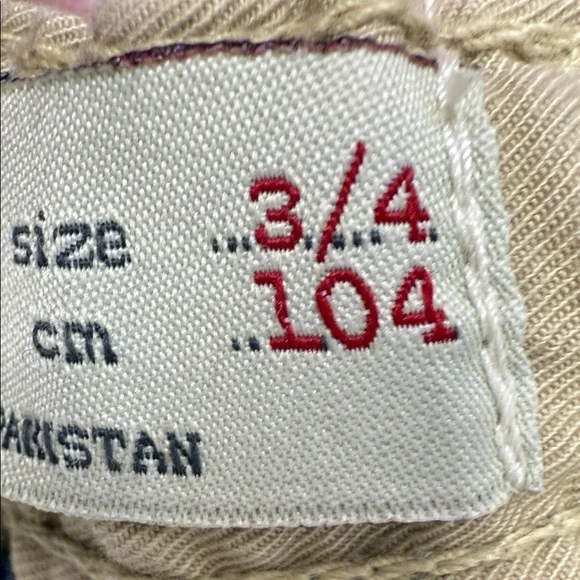 size ...3/4
cm ..104
PAKISTAN